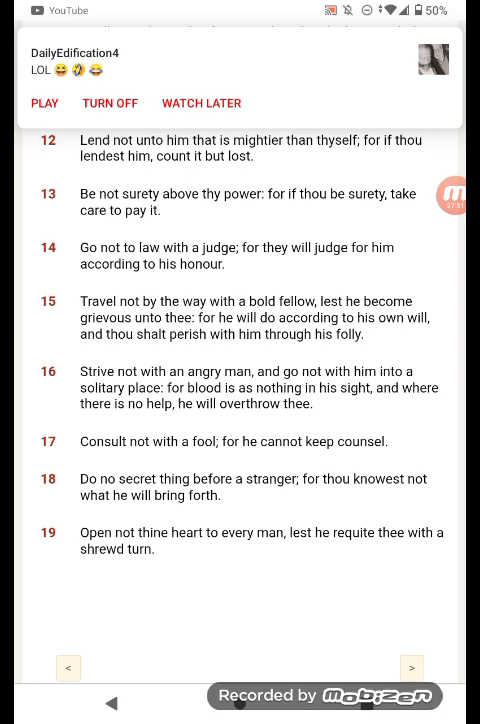 YouTube
50%
DailyEdification4
LOL 😆🤣😂
PLAY TURN OFF WATCH LATER
12 Lend not unto him that is mightier than thyself; for if thou
lendest him, count it but lost.
13 Be not surety above thy power: for if thou be surety, take
care to pay it.
14 Go not to law with a judge; for they will judge for him
according to his honour.
15 Travel not by the way with a bold fellow, lest he become
grievous unto thee: for he will do according to his own will,
and thou shalt perish with him through his folly.
16 Strive not with an angry man, and go not with him into a
solitary place: for blood is as nothing in his sight, and where
there is no help, he will overthrow thee.
17 Consult not with a fool; for he cannot keep counsel.
18 Do no secret thing before a stranger; for thou knowest not
what he will bring forth.
19 Open not thine heart to every man, lest he requite thee with a
shrewd turn.
< >
Recorded by mobizen